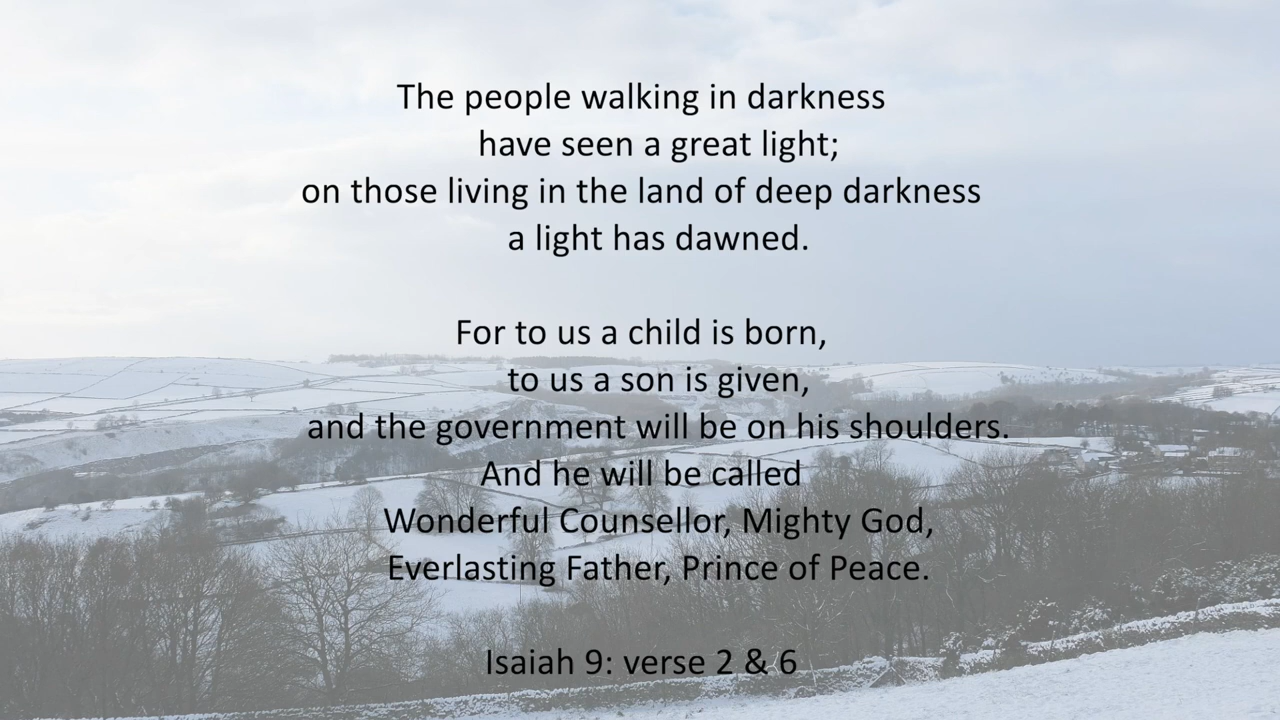 The people walking in darkness
have seen a great light;
on those living in the land of deep darkness
a light has dawned.
For to us a child is born,
to us a son is given,
and the government will be on his shoulders.
And he will be called
Wonderful Counsellor, Mighty God,
Everlasting Father, Prince of Peace.
Isaiah 9: verse 2 & 6